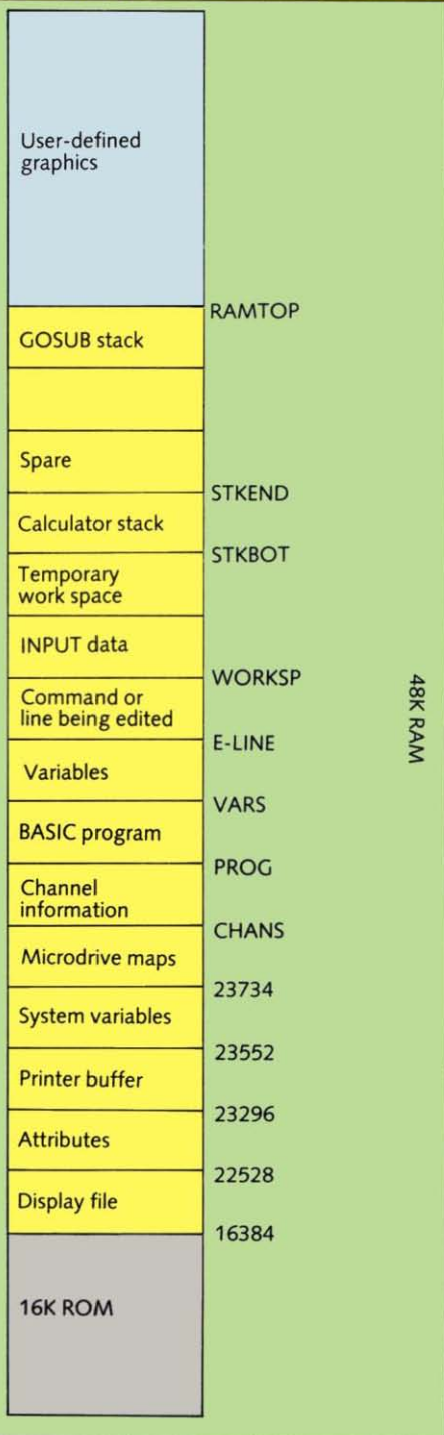 User-defined
graphics
RAMTOP
GOSUB stack
Spare
STKEND
Calculator stack
STKBOT
Temporary
work space
INPUT data
WORKSP
Command or
line being edited
E-LINE
Variables
VARS
BASIC program
PROG
Channel
information
CHANS
Microdrive maps
23734
System variables
23552
Printer buffer
23296
Attributes
22528
Display file
16384
16K ROM
48K RAM